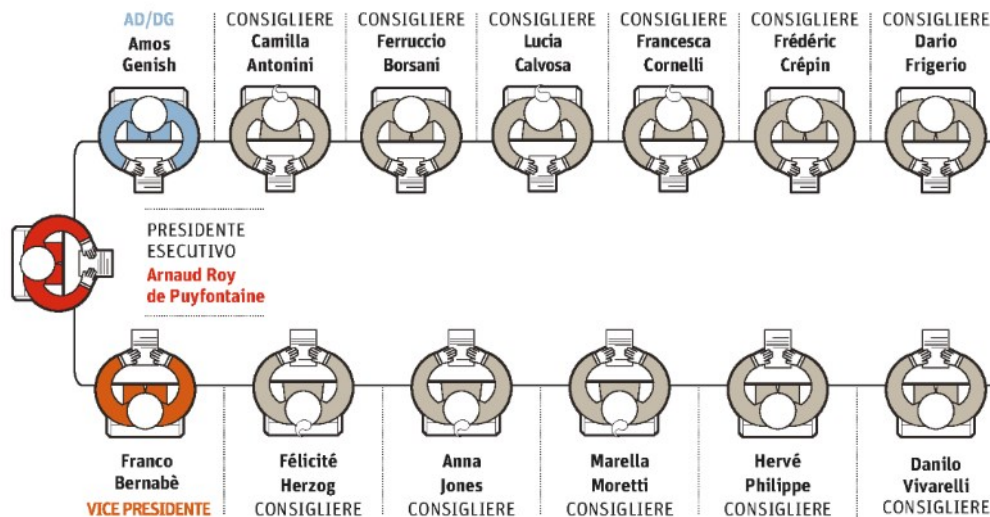 AD/DG
Amos
Genish
CONSIGLIERE
Camilla
Antonini
CONSIGLIERE
Ferruccio
Borsani
CONSIGLIERE
Lucia
Calvosa
CONSIGLIERE
Francesca
Cornelli
CONSIGLIERE
Frédéric
Crépin
CONSIGLIERE
Dario
Frigerio
PRESIDENTE
ESECUTIVO
Arnaud Roy
de Puyfontaine
Franco
Bernabè
VICE PRESIDENTE
Félicité
Herzog
CONSIGLIERE
Anna
Jones
CONSIGLIERE
Marella
Moretti
CONSIGLIERE
Hervé
Philippe
CONSIGLIERE
Danilo
Vivarelli
CONSIGLIERE